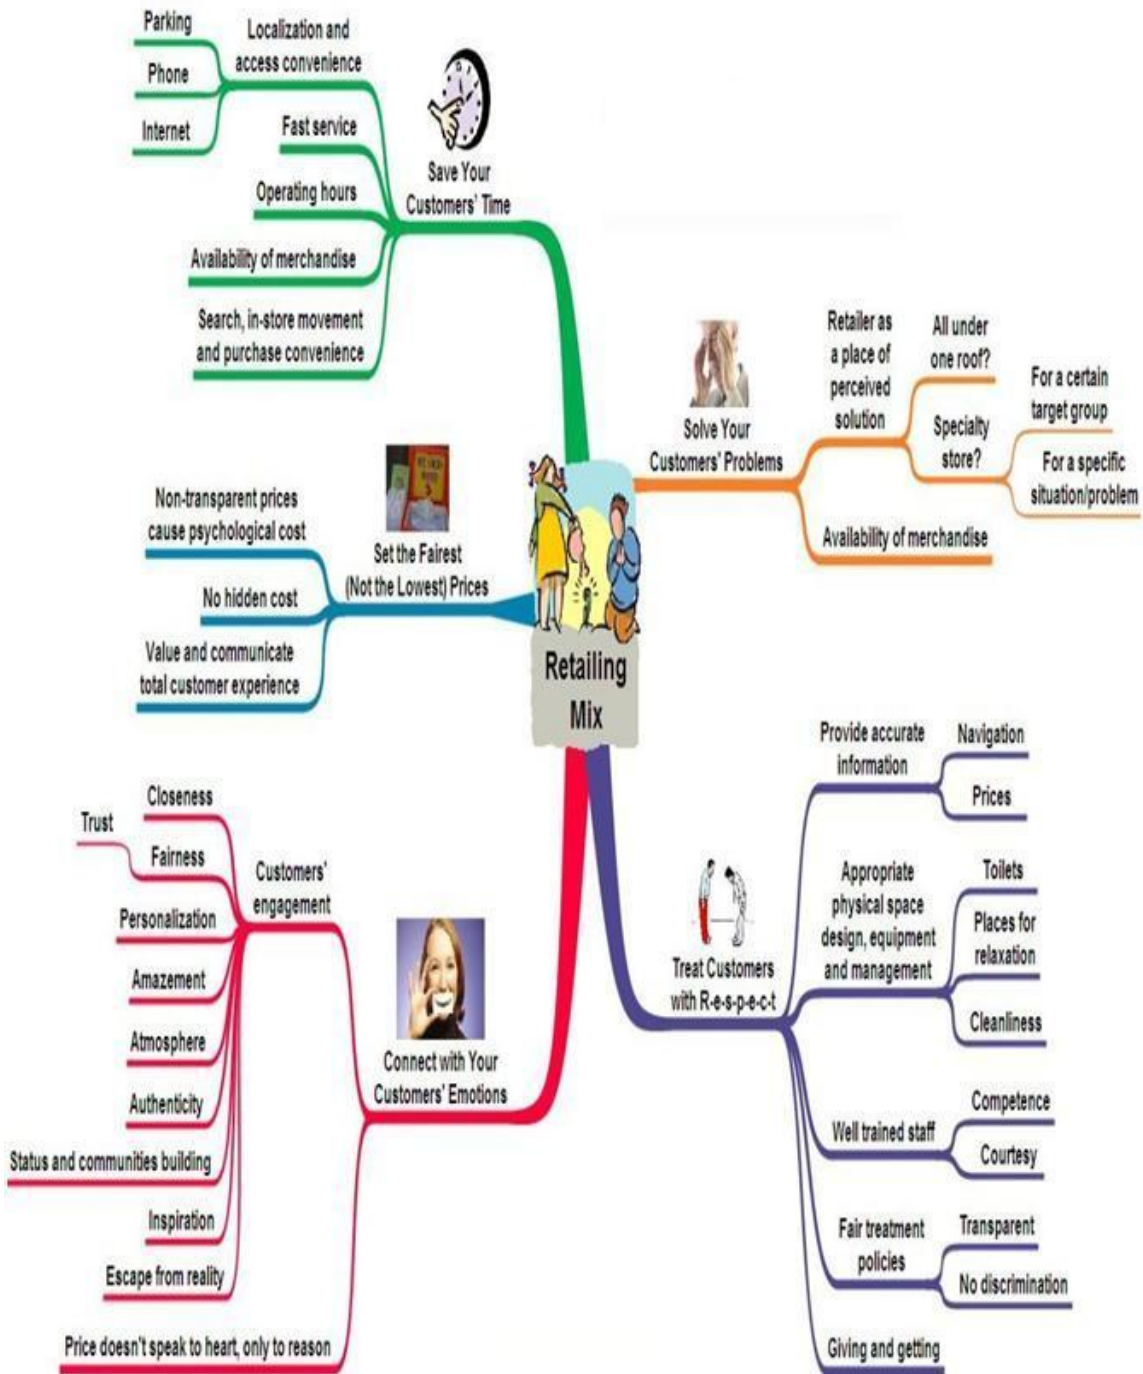 Parking
Phone
Internet
Localization and
access convenience
Fast service
Operating hours
Availability of merchandise
Search, in-store movement
and purchase convenience
Save Your
Customers' Time
Retailer as
a place of
perceived
solution
All under
one roof?
Specialty
store?
For a certain
target group
For a specific
situation/problem
Availability of merchandise
Solve Your
Customers' Problems
Non-transparent prices
cause psychological cost
No hidden cost
Value and communicate
total customer experience
Set the Fairest
(Not the Lowest) Prices
Retailing
Mix
Closeness
Trust
Fairness
Personalization
Amazement
Atmosphere
Authenticity
Status and communities building
Inspiration
Escape from reality
Customers'
engagement
Price doesn't speak to heart, only to reason
Connect with Your
Customers' Emotions
Treat Customers
with R-e-s-p-e-c-t
Provide accurate
information
Navigation
Prices
Appropriate
physical space
design, equipment
and management
Toilets
Places for
relaxation
Cleanliness
Well trained staff
Competence
Courtesy
Fair treatment
policies
Transparent
No discrimination
Giving and getting